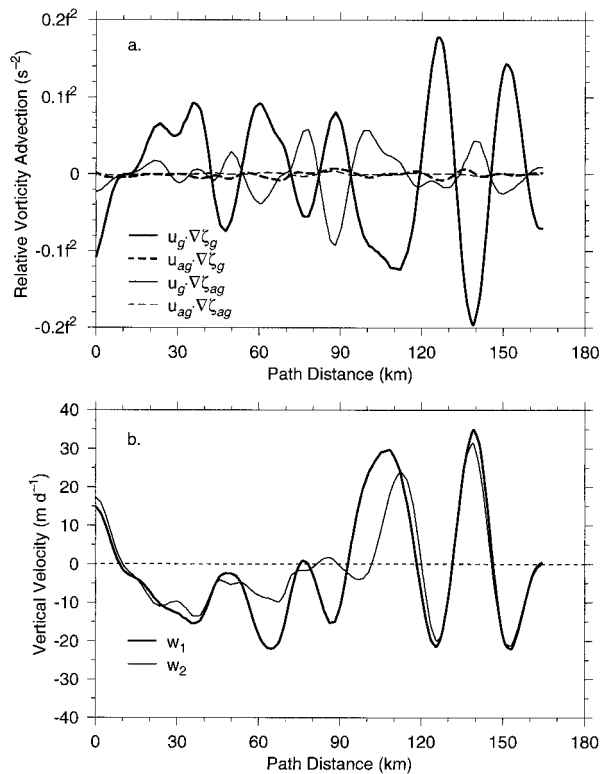 a.
Relative Vorticity Advection (s⁻²)
0.2f²
0.1f²
0
-0.1f²
-0.2f²
u_g·∇ζ_g
u_ag·∇ζ_g
u_g·∇ζ_ag
u_ag·∇ζ_ag
0 30 60 90 120 150 180
Path Distance (km)
b.
Vertical Velocity (m d⁻¹)
40
30
20
10
0
-10
-20
-30
-40
w₁
w₂
0 30 60 90 120 150 180
Path Distance (km)